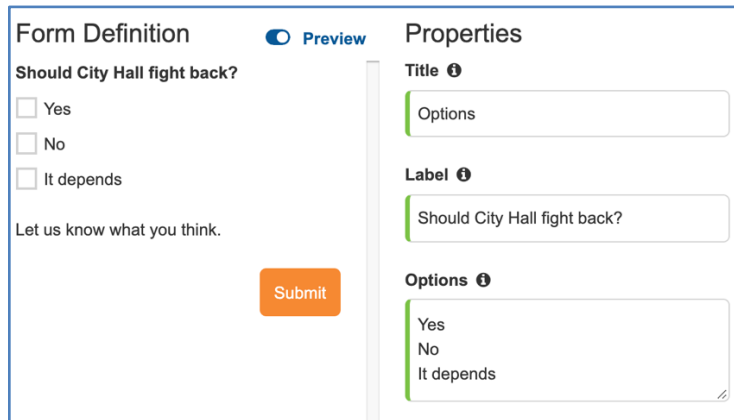 Form Definition
Preview
Should City Hall fight back?
Yes
No
It depends
Let us know what you think.
Submit
Properties
Title
Options
Label
Should City Hall fight back?
Options
Yes
No
It depends